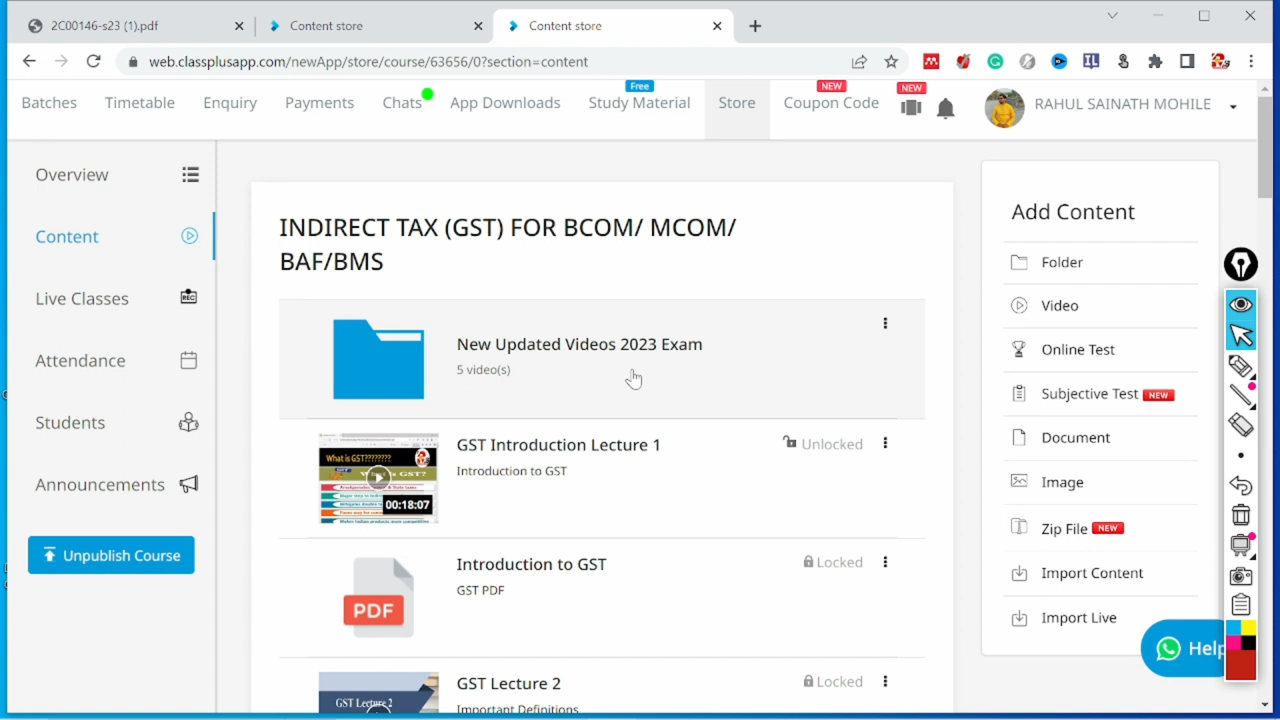 2C00146-s23 (1).pdf
Content store
Content store
web.classplusapp.com/newApp/store/course/63656/0?section=content
Batches
Timetable
Enquiry
Payments
Chats
App Downloads
Free
Study Material
Store
NEW
Coupon Code
NEW
RAHUL SAINATH MOHILE
Overview
Content
Live Classes
REC
Attendance
Students
Announcements
Unpublish Course
INDIRECT TAX (GST) FOR BCOM/ MCOM/
BAF/BMS
New Updated Videos 2023 Exam
5 video(s)
What is GST????????
00:18:07
GST Introduction Lecture 1
Introduction to GST
Unlocked
PDF
Introduction to GST
GST PDF
Locked
GST Lecture 2
GST Lecture 2
Important Definitions
Locked
Add Content
Folder
Video
Online Test
Subjective Test NEW
Document
Image
Zip File NEW
Import Content
Import Live
Help